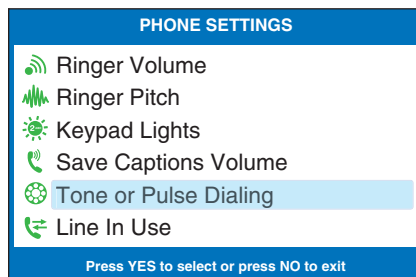 PHONE SETTINGS
Ringer Volume
Ringer Pitch
Keypad Lights
Save Captions Volume
Tone or Pulse Dialing
Line In Use
Press YES to select or press NO to exit